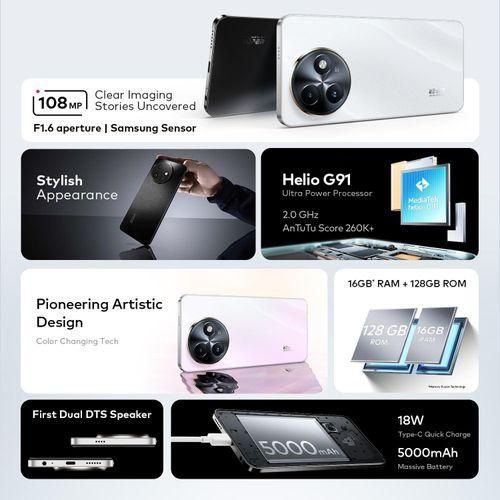 108MP
Clear Imaging
Stories Uncovered
F1.6 aperture | Samsung Sensor
Stylish
Appearance
Helio G91
Ultra Power Processor
2.0 GHz
AnTuTu Score 260K+
MediaTek
helio G91
Pioneering Artistic
Design
Color Changing Tech
16GB* RAM + 128GB ROM
128 GB
ROM
16GB
RAM
First Dual DTS Speaker
5000mAh
18W
Type-C Quick Charge
5000mAh
Massive Battery